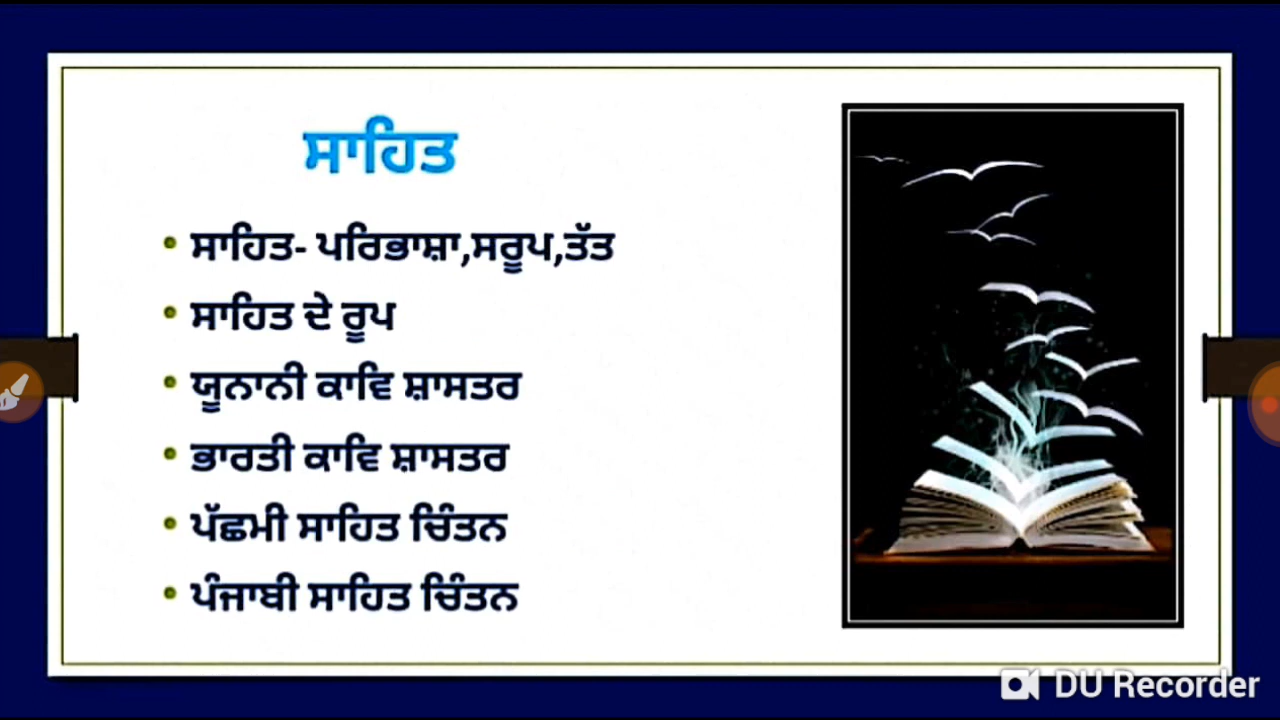 ਸਾਹਿਤ
• ਸਾਹਿਤ- ਪਰਿਭਾਸ਼ਾ,ਸਰੂਪ,ਤੱਤ
• ਸਾਹਿਤ ਦੇ ਰੂਪ
• ਯੂਨਾਨੀ ਕਾਵਿ ਸ਼ਾਸਤਰ
• ਭਾਰਤੀ ਕਾਵਿ ਸ਼ਾਸਤਰ
• ਪੱਛਮੀ ਸਾਹਿਤ ਚਿੰਤਨ
• ਪੰਜਾਬੀ ਸਾਹਿਤ ਚਿੰਤਨ
DU Recorder